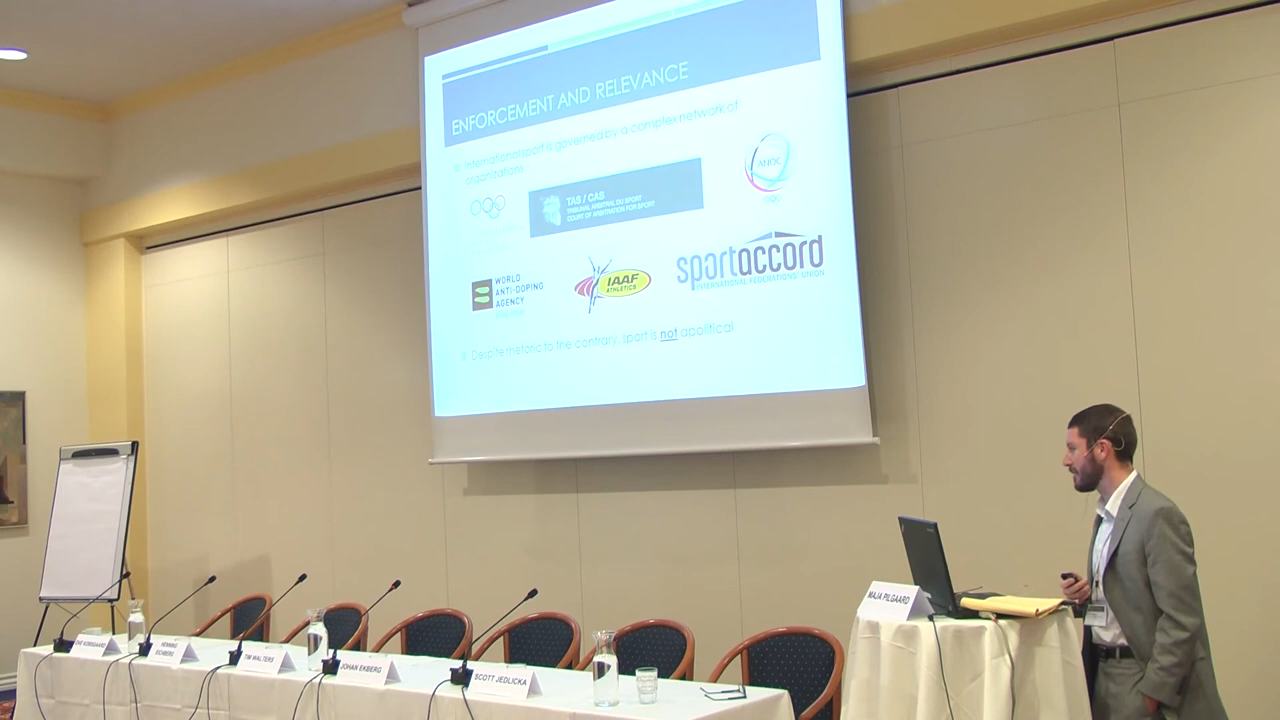 ENFORCEMENT AND RELEVANCE
International sport is governed by a complex network of
organizations
ANOC
TAS / CAS
TRIBUNAL ARBITRAL DU SPORT
COURT OF ARBITRATION FOR SPORT
WORLD
ANTI-DOPING
AGENCY
IAAF
ATHLETICS
sportaccord
INTERNATIONAL FEDERATIONS' UNION
Despite rhetoric to the contrary, sport is not apolitical
MAJA PILGAARD
HENNING
EICHBERG
TIM WALTERS
JOHAN EKBERG
SCOTT JEDLICKA